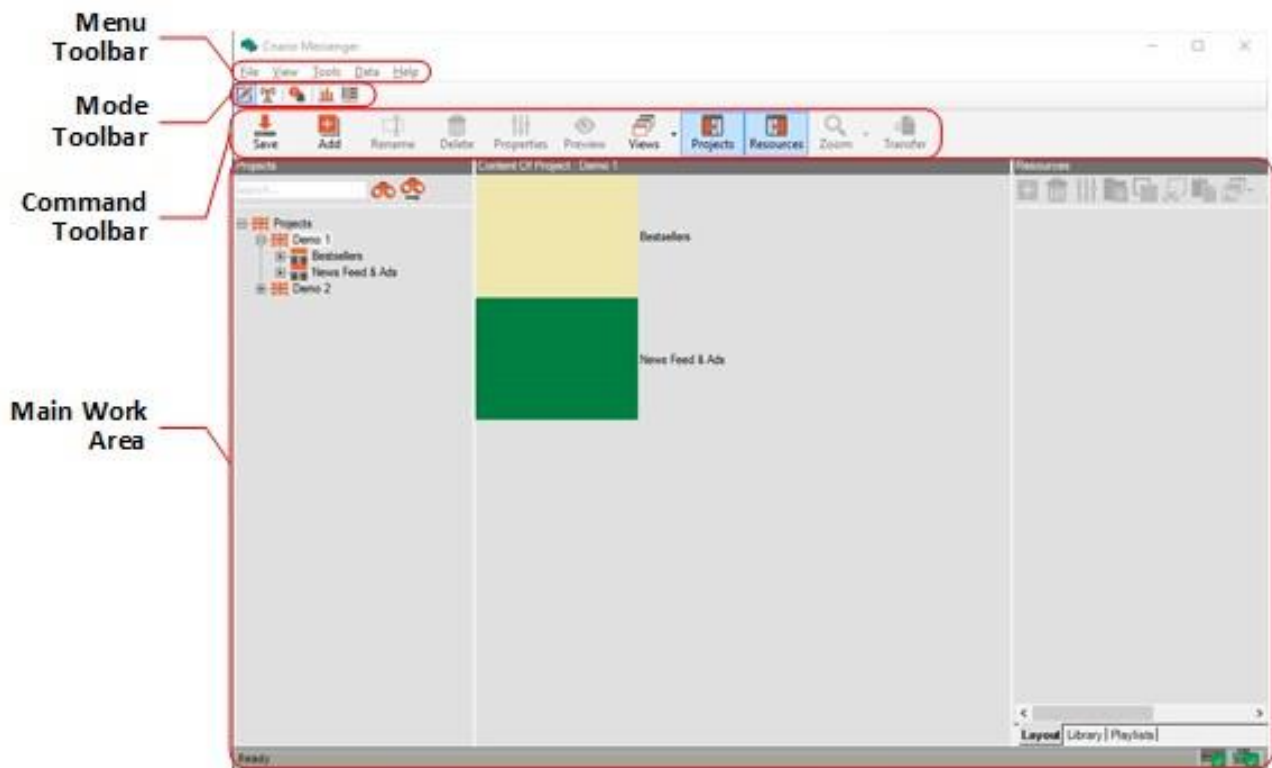 Menu
Toolbar
Cnario Messenger
File View Tools Data Help
Mode
Toolbar
Save Add Rename Delete Properties Preview Views Projects Resources Zoom Transfer
Projects Content Of Project : Demo 1 Resources
Command
Toolbar
Projects
Demo 1
Bestsellers
News Feed & Ads
Demo 2
Bestsellers
News Feed & Ads
Main Work
Area
Layout Library Playlists
Ready